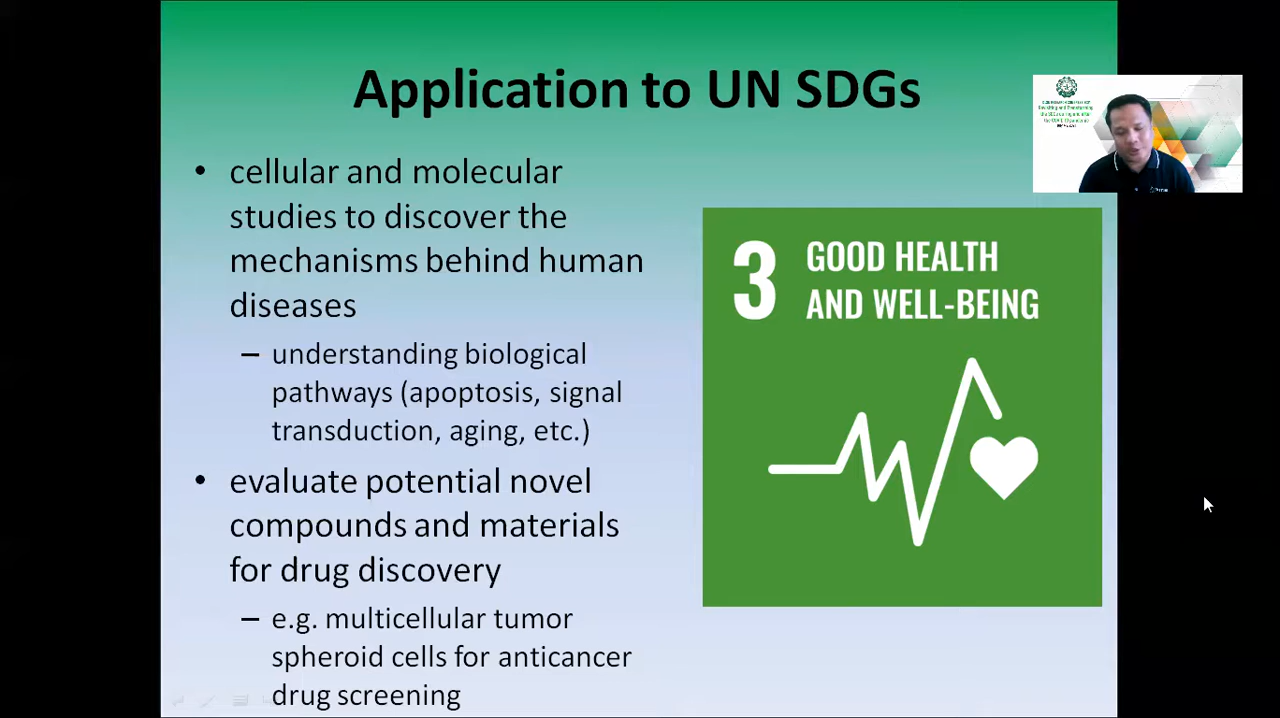 Application to UN SDGs
• cellular and molecular
studies to discover the
mechanisms behind human
diseases
– understanding biological
pathways (apoptosis, signal
transduction, aging, etc.)
• evaluate potential novel
compounds and materials
for drug discovery
– e.g. multicellular tumor
spheroid cells for anticancer
drug screening
3 GOOD HEALTH
AND WELL-BEING